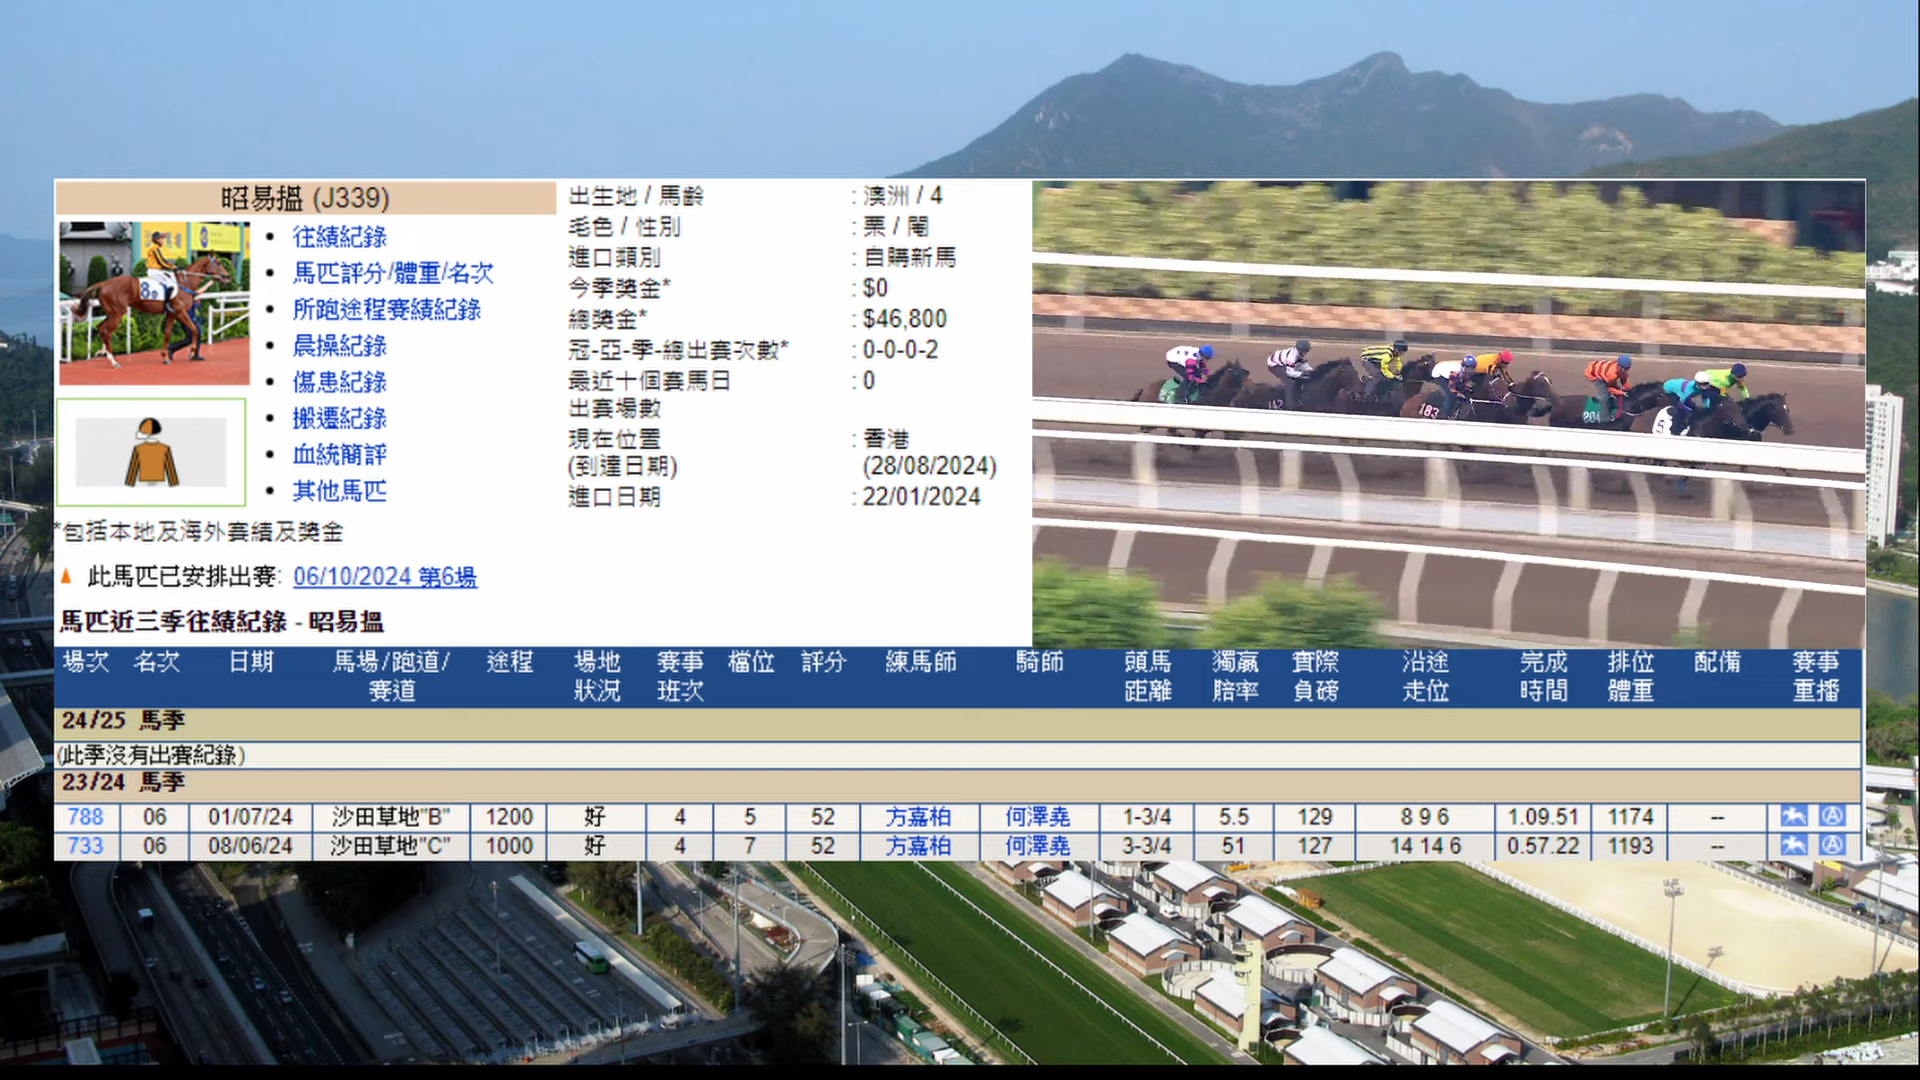 昭易搵 (J339)
往績紀錄
馬匹評分/體重/名次
所跑途程賽績紀錄
晨操紀錄
傷患紀錄
搬遷紀錄
血統簡評
其他馬匹
*包括本地及海外賽績及獎金
此馬匹已安排出賽: 06/10/2024 第6場
出生地 / 馬齡 : 澳洲 / 4
毛色 / 性別 : 栗 / 閹
進口類別 : 自購新馬
今季獎金* : $0
總獎金* : $46,800
冠-亞-季-總出賽次數* : 0-0-0-2
最近十個賽馬日 : 0
出賽場數
現在位置 : 香港
(到達日期) (28/08/2024)
進口日期 : 22/01/2024
馬匹近三季往績紀錄 - 昭易搵
場次 名次 日期 馬場/跑道/ 途程 場地 賽事 檔位 評分 練馬師 騎師 頭馬 獨贏 實際 沿途 完成 排位 配備 賽事
賽道 狀況 班次 距離 賠率 負磅 走位 時間 體重 重播
24/25 馬季
(此季沒有出賽紀錄)
23/24 馬季
788 06 01/07/24 沙田草地"B" 1200 好 4 5 52 方嘉柏 何澤堯 1-3/4 5.5 129 8 9 6 1.09.51 1174 --
733 06 08/06/24 沙田草地"C" 1000 好 4 7 52 方嘉柏 何澤堯 3-3/4 51 127 14 14 6 0.57.22 1193 --
183